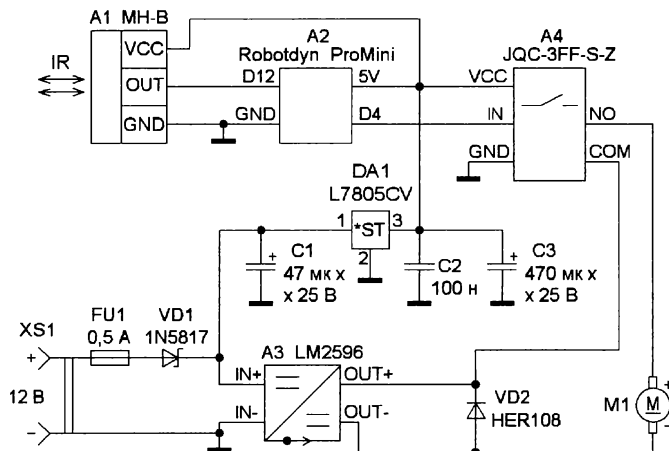 A1 MH-B
A2
A4
Robotdyn ProMini
JQC-3FF-S-Z
VCC
IR
D12
5V
VCC
OUT
GND
GND
D4
IN
NO
GND
COM
DA1
L7805CV
1
*ST
3
2
C1
47 мк х
х 25 В
C2
100 н
C3
470 мк х
х 25 В
XS1
FU1
0,5 А
VD1
1N5817
A3 LM2596
+
12 В
−
IN+
OUT+
IN-
OUT-
VD2
HER108
M1
M
+
−